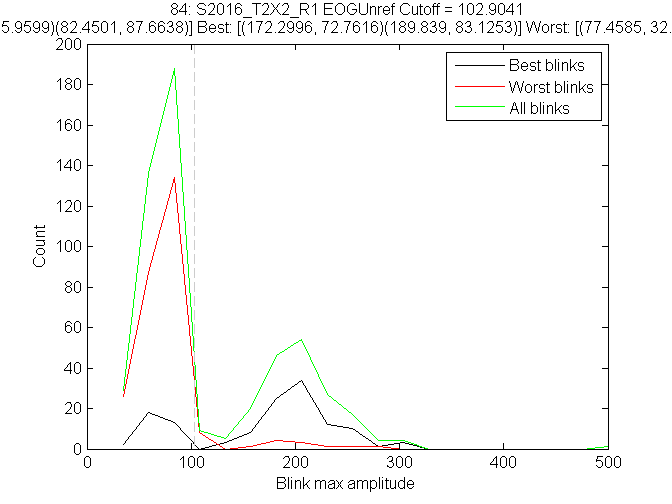 84: S2016_T2X2_R1 EOGUnref Cutoff = 102.9041
5.9599)(82.4501, 87.6638)] Best: [(172.2996, 72.7616)(189.839, 83.1253)] Worst: [(77.4585, 32.
Best blinks
Worst blinks
All blinks
200
180
160
140
120
100
80
60
40
20
0
Count
0 100 200 300 400 500
Blink max amplitude